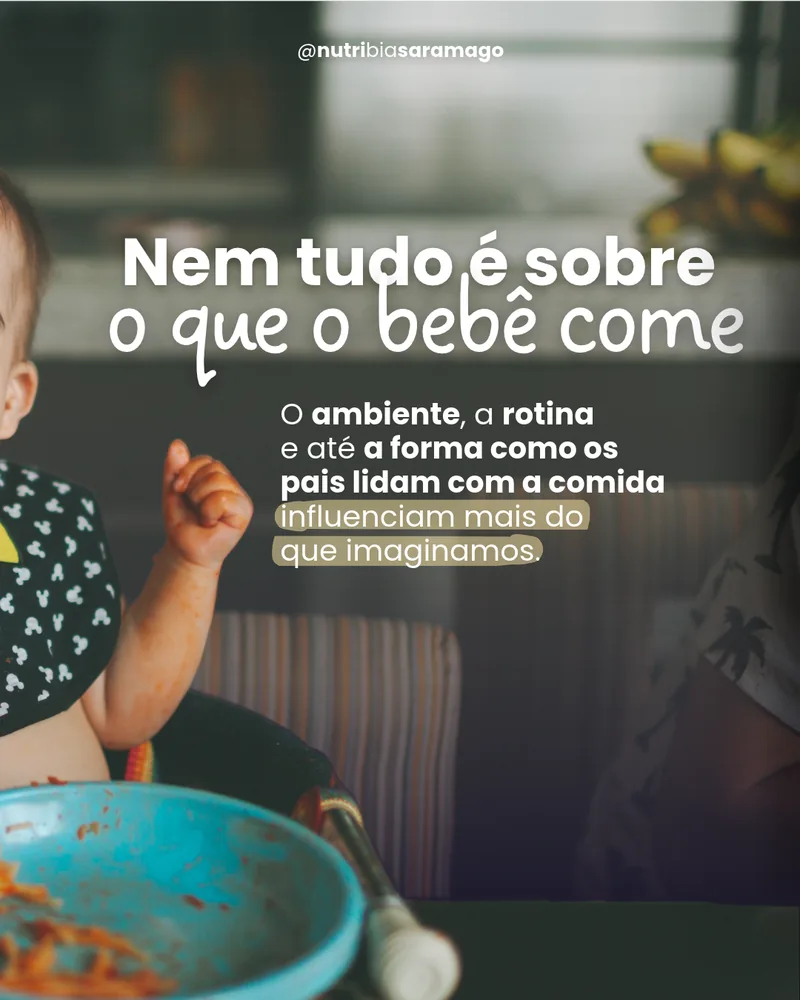 @nutribiasaramago
Nem tudo é sobre
o que o bebê come
O ambiente, a rotina
e até a forma como os
pais lidam com a comida
influenciam mais do
que imaginamos.